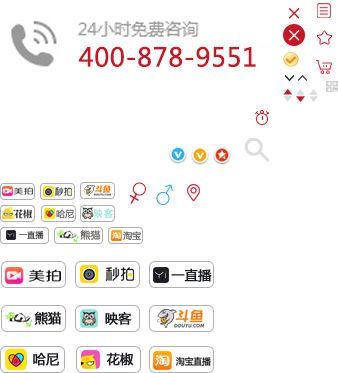 24小时免费咨询
400-878-9551
美拍 秒拍 斗鱼
花椒 哈尼 映客
一直播 熊猫 淘宝
美拍 秒拍 一直播
熊猫 映客 斗鱼
DOUYU.COM
哈尼 花椒 淘 淘宝直播